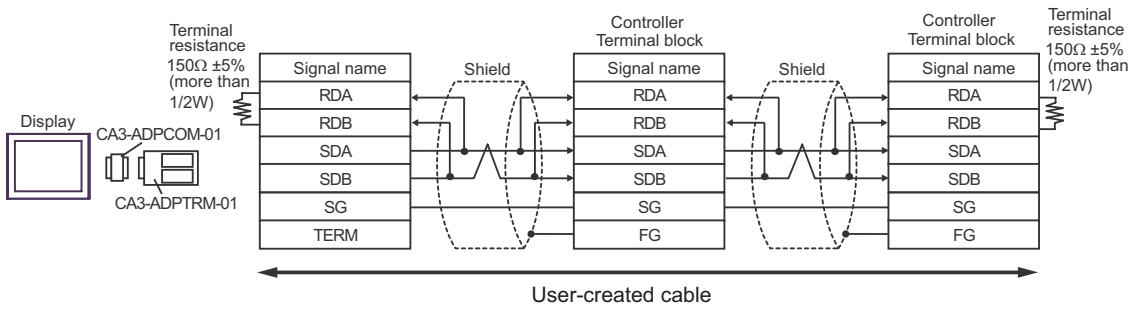 Display
CA3-ADPCOM-01
CA3-ADPTRM-01
Terminal
resistance
150Ω ±5%
(more than
1/2W)
Signal name
RDA
RDB
SDA
SDB
SG
TERM
Shield
Controller
Terminal block
Signal name
RDA
RDB
SDA
SDB
SG
FG
Shield
Controller
Terminal block
Signal name
RDA
RDB
SDA
SDB
SG
FG
Terminal
resistance
150Ω ±5%
(more than
1/2W)
User-created cable